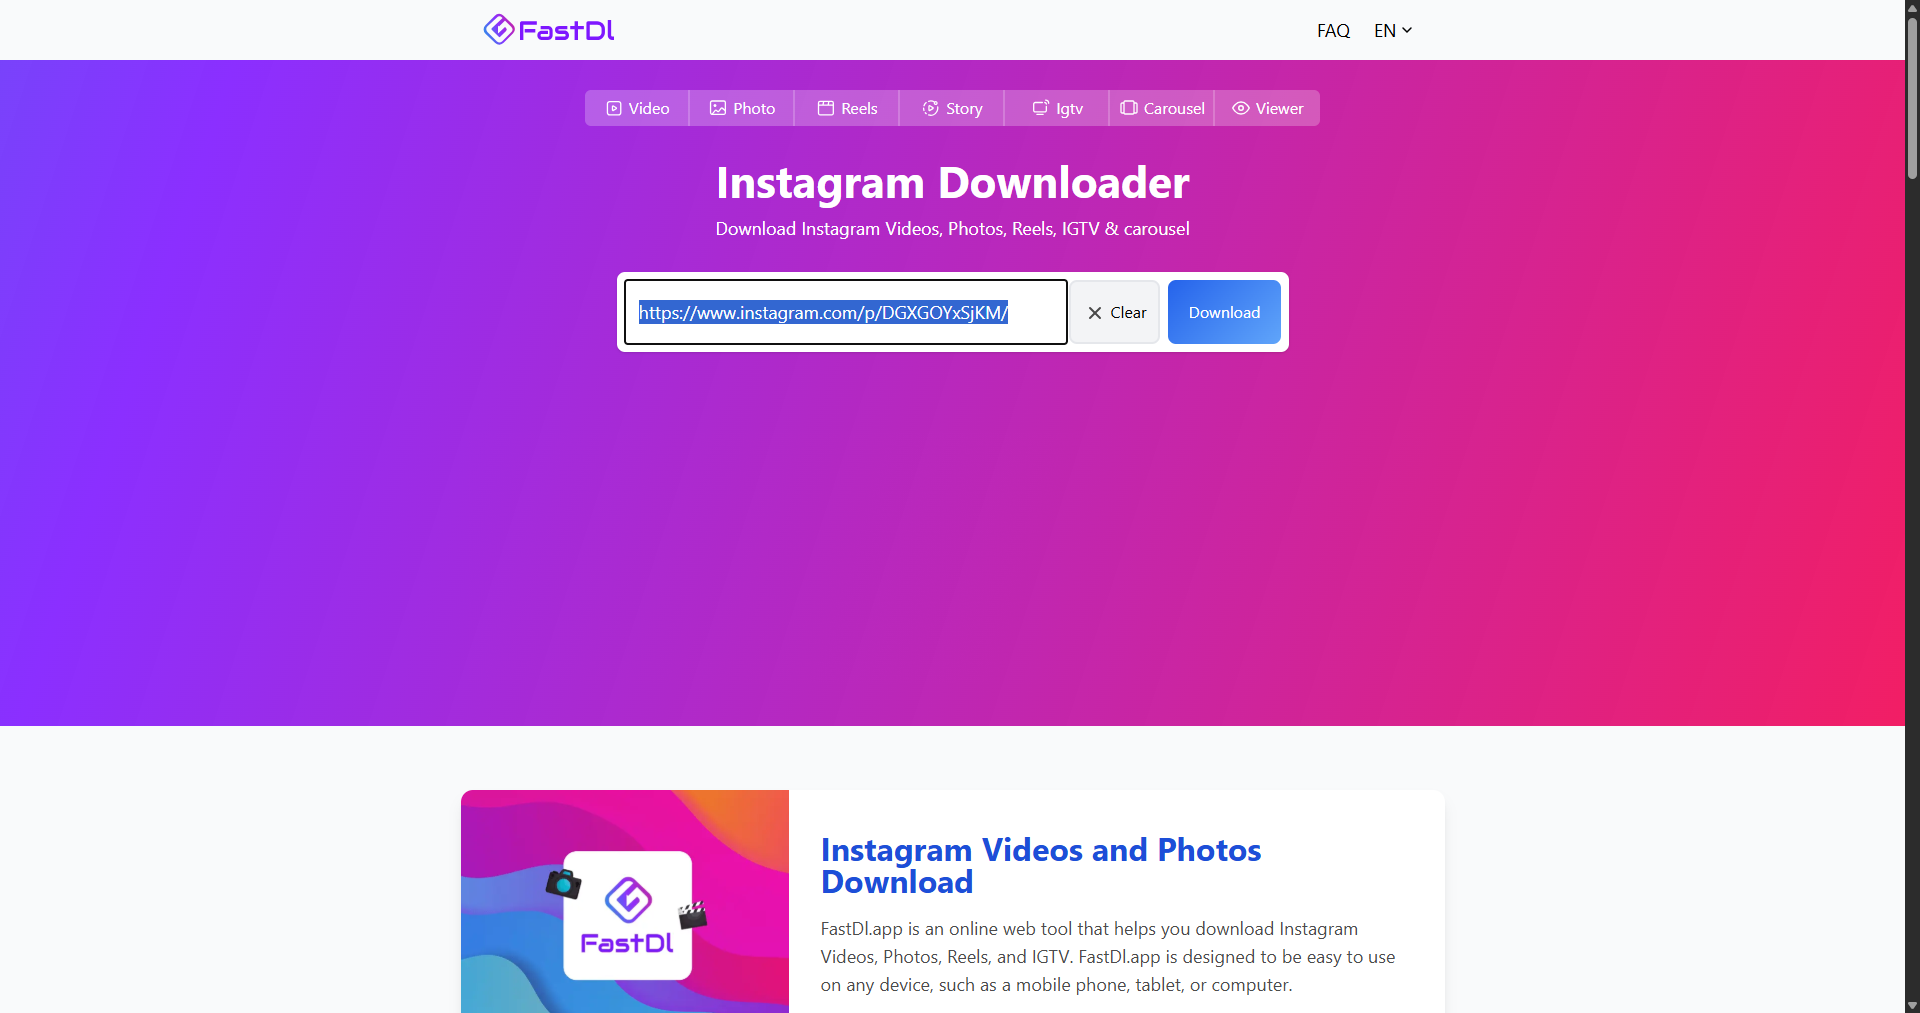 FastDl
FAQ
EN
Video
Photo
Reels
Story
Igtv
Carousel
Viewer
Instagram Downloader
Download Instagram Videos, Photos, Reels, IGTV & carousel
https://www.instagram.com/p/DGXGOYxSjKM/
Clear
Download
FastDl
Instagram Videos and Photos
Download
FastDl.app is an online web tool that helps you download Instagram
Videos, Photos, Reels, and IGTV. FastDl.app is designed to be easy to use
on any device, such as a mobile phone, tablet, or computer.